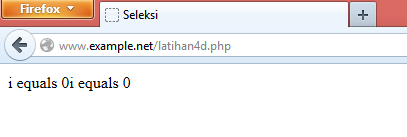 Firefox
Seleksi
www.example.net/latihan4d.php
i equals 0i equals 0